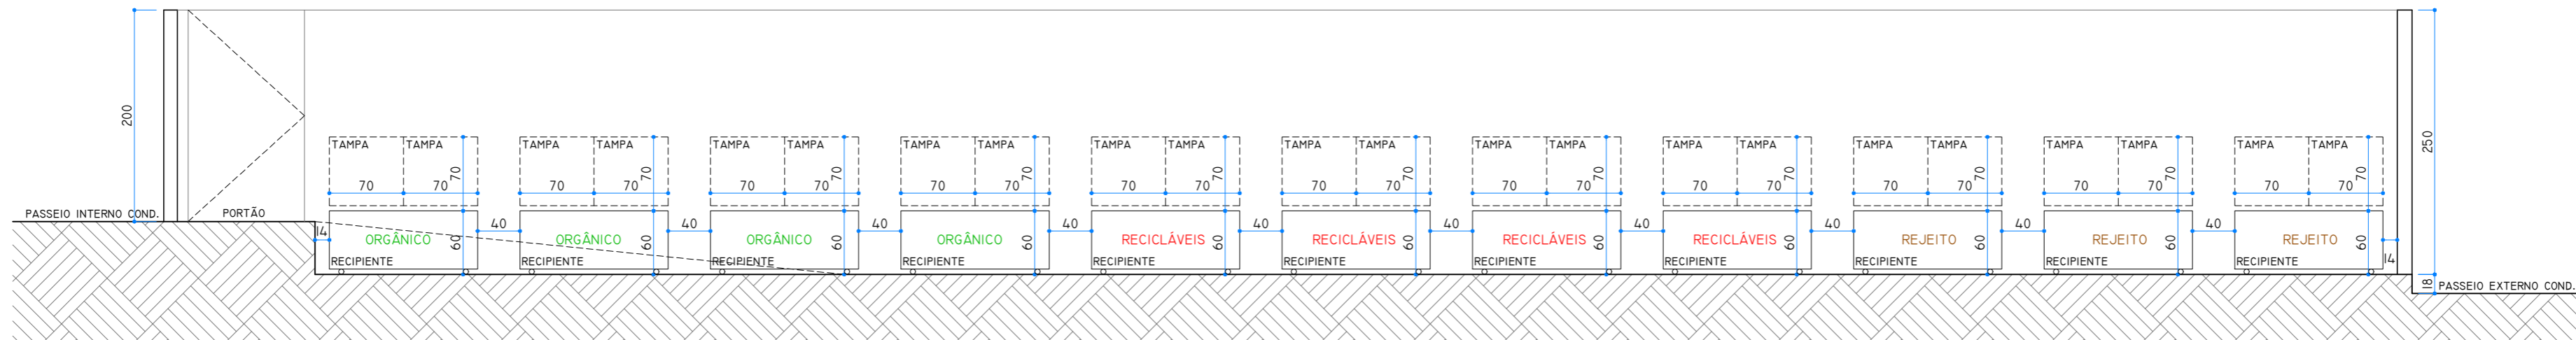 200
250
TAMPA TAMPA TAMPA TAMPA TAMPA TAMPA TAMPA TAMPA TAMPA TAMPA TAMPA TAMPA TAMPA TAMPA TAMPA TAMPA TAMPA TAMPA TAMPA TAMPA TAMPA TAMPA
70 70 70 70 70 70 70 70 70 70 70
70 70 70 70 70 70 70 70 70 70 70 70 70 70 70 70 70 70 70 70 70 70
PASSEIO INTERNO COND. PORTÃO
40 40 40 40 40 40 40 40 40 40
14 ORGÂNICO 60 ORGÂNICO 60 ORGÂNICO 60 ORGÂNICO 60 RECICLÁVEIS 60 RECICLÁVEIS 60 RECICLÁVEIS 60 RECICLÁVEIS 60 REJEITO 60 REJEITO 60 REJEITO 60
RECIPIENTE RECIPIENTE RECIPIENTE RECIPIENTE RECIPIENTE RECIPIENTE RECIPIENTE RECIPIENTE RECIPIENTE RECIPIENTE RECIPIENTE 14
18 PASSEIO EXTERNO COND.